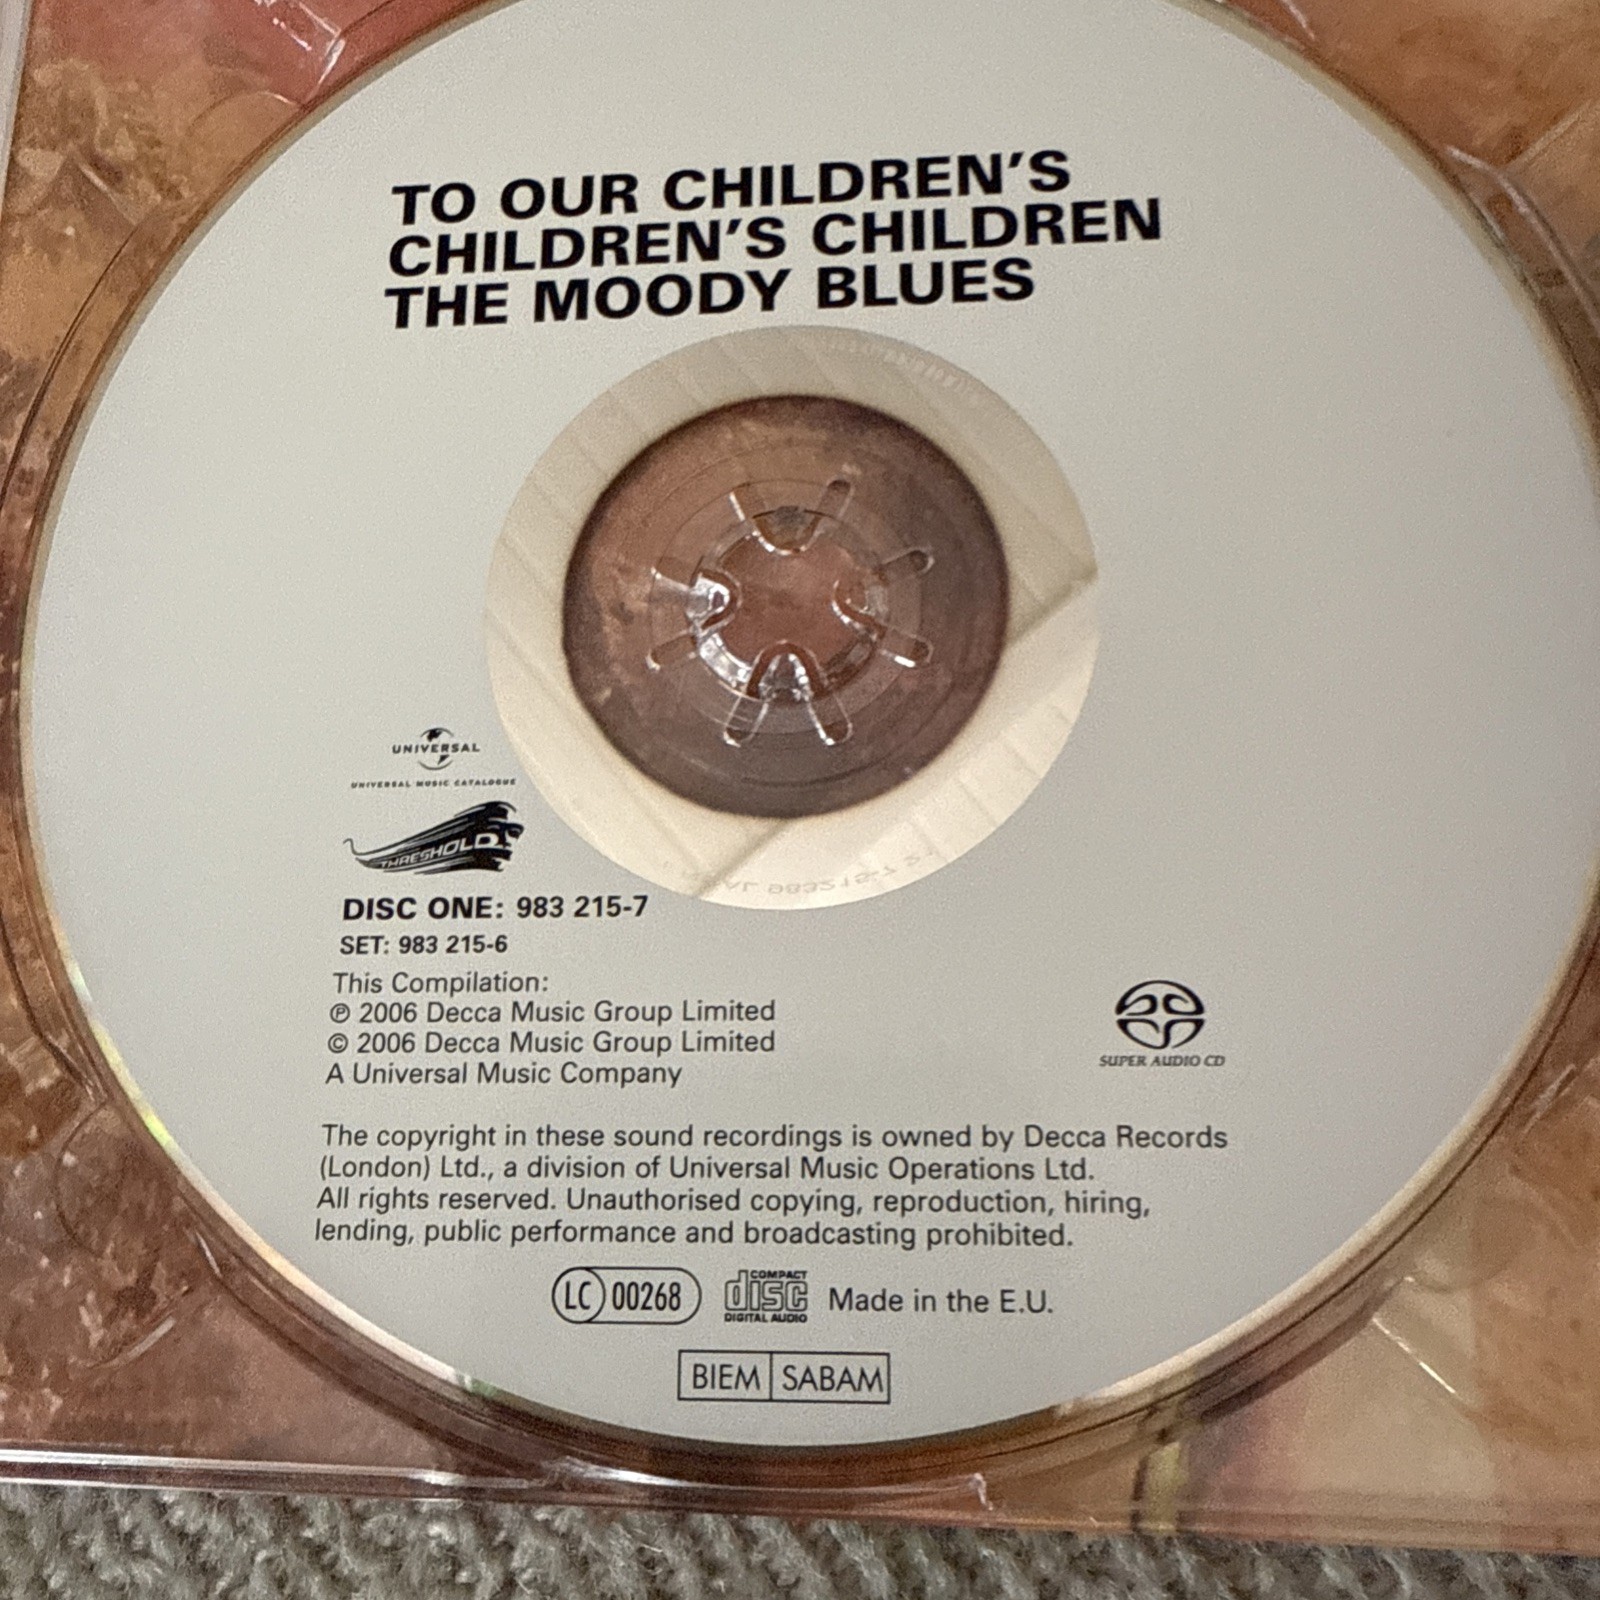 TO OUR CHILDREN'S
CHILDREN'S CHILDREN
THE MOODY BLUES
UNIVERSAL
UNIVERSAL MUSIC CATALOGUE
THRESHOLD
DISC ONE: 983 215-7
SET: 983 215-6
This Compilation:
℗ 2006 Decca Music Group Limited
© 2006 Decca Music Group Limited
A Universal Music Company
SUPER AUDIO CD
The copyright in these sound recordings is owned by Decca Records
(London) Ltd., a division of Universal Music Operations Ltd.
All rights reserved. Unauthorised copying, reproduction, hiring,
lending, public performance and broadcasting prohibited.
LC 00268
COMPACT
disc
DIGITAL AUDIO
Made in the E.U.
BIEM SABAM